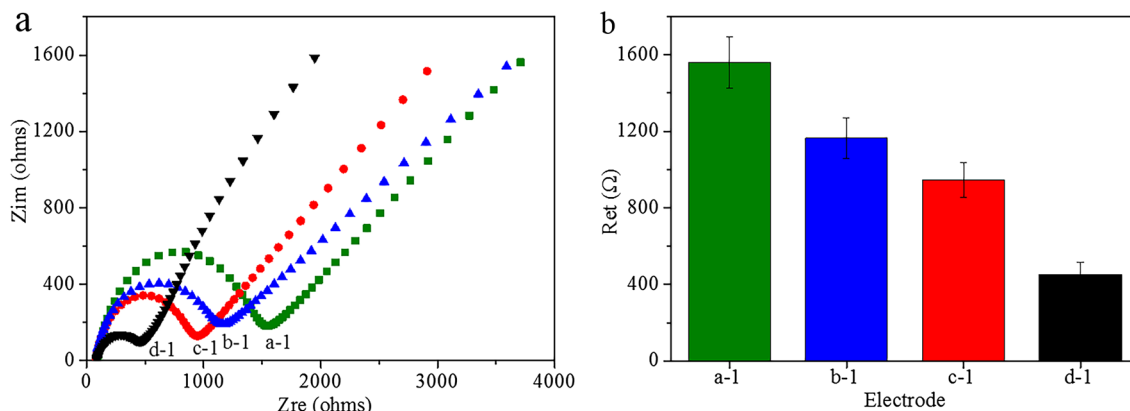 a
1600
1200
800
400
0
Zim (ohms)
d-1
c-1
b-1
a-1
0
1000
2000
3000
4000
Zre (ohms)
b
1600
1200
800
400
0
Ret (Ω)
a-1
b-1
c-1
d-1
Electrode